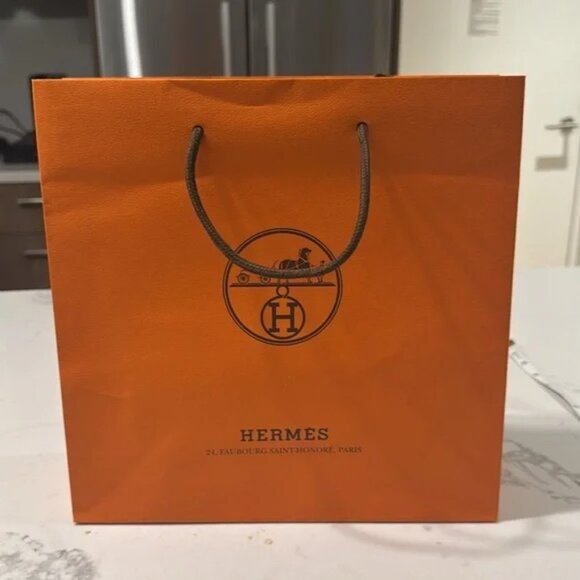 H
HERMÈS
24, FAUBOURG SAINT-HONORÉ, PARIS